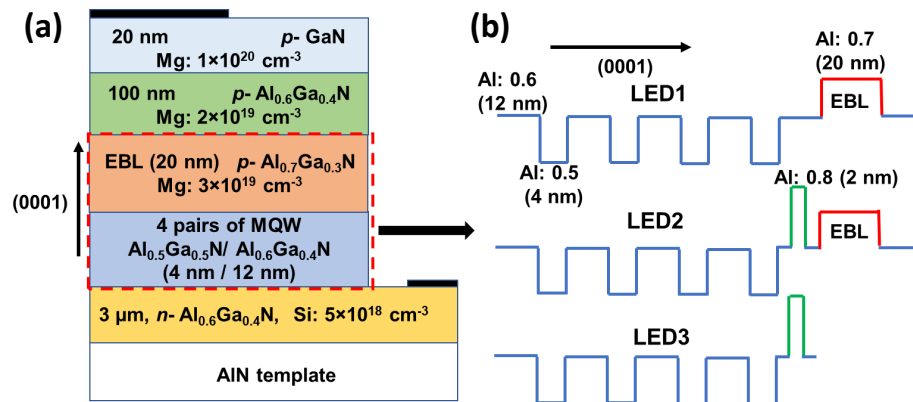 (a)
20 nm p- GaN
Mg: 1×10²⁰ cm⁻³
100 nm p- Al₀.₆Ga₀.₄N
Mg: 2×10¹⁹ cm⁻³
EBL (20 nm) p- Al₀.₇Ga₀.₃N
Mg: 3×10¹⁹ cm⁻³
(0001)
4 pairs of MQW
Al₀.₅Ga₀.₅N/ Al₀.₆Ga₀.₄N
(4 nm / 12 nm)
3 µm, n- Al₀.₆Ga₀.₄N, Si: 5×10¹⁸ cm⁻³
AlN template
(b)
(0001)
Al: 0.7
(20 nm)
Al: 0.6
(12 nm)
LED1
EBL
Al: 0.5
(4 nm)
Al: 0.8 (2 nm)
LED2
EBL
LED3